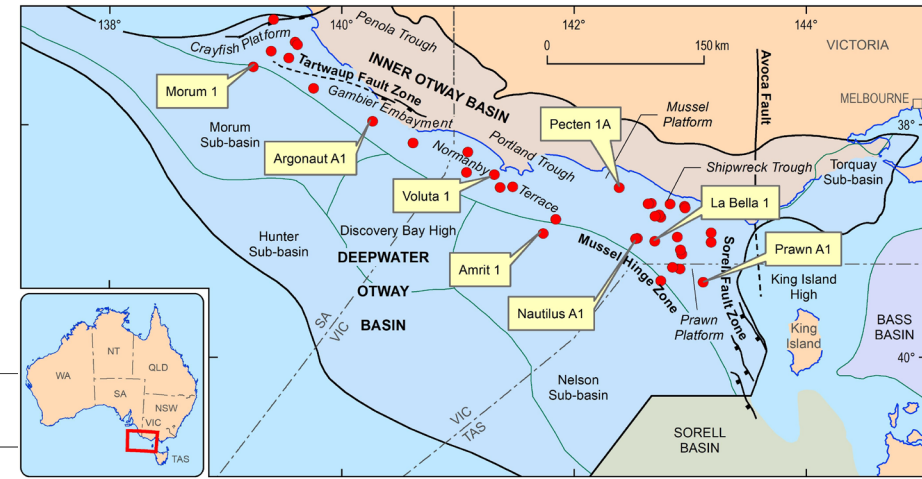 138°
140°
142°
144°
Penola Trough
Crayfish Platform
0
150 km
VICTORIA
INNER OTWAY BASIN
Tartwaup Fault Zone
Avoca Fault
Morum 1
Gambier Embayment
MELBOURNE
Mussel
Platform
Pecten 1A
38°
Morum
Sub-basin
Portland Trough
Argonaut A1
Normanby
Terrace
Shipwreck Trough
Torquay
Sub-basin
Voluta 1
La Bella 1
Discovery Bay High
Hunter
Sub-basin
DEEPWATER
OTWAY
BASIN
Amrit 1
Mussel Hinge Zone
Sorell Fault Zone
Prawn A1
King Island
High
Nautilus A1
SA
VIC
Prawn
Platform
King
Island
BASS
BASIN
40°
NT
QLD
WA
SA
NSW
VIC
TAS
Nelson
Sub-basin
VIC
TAS
SORELL
BASIN